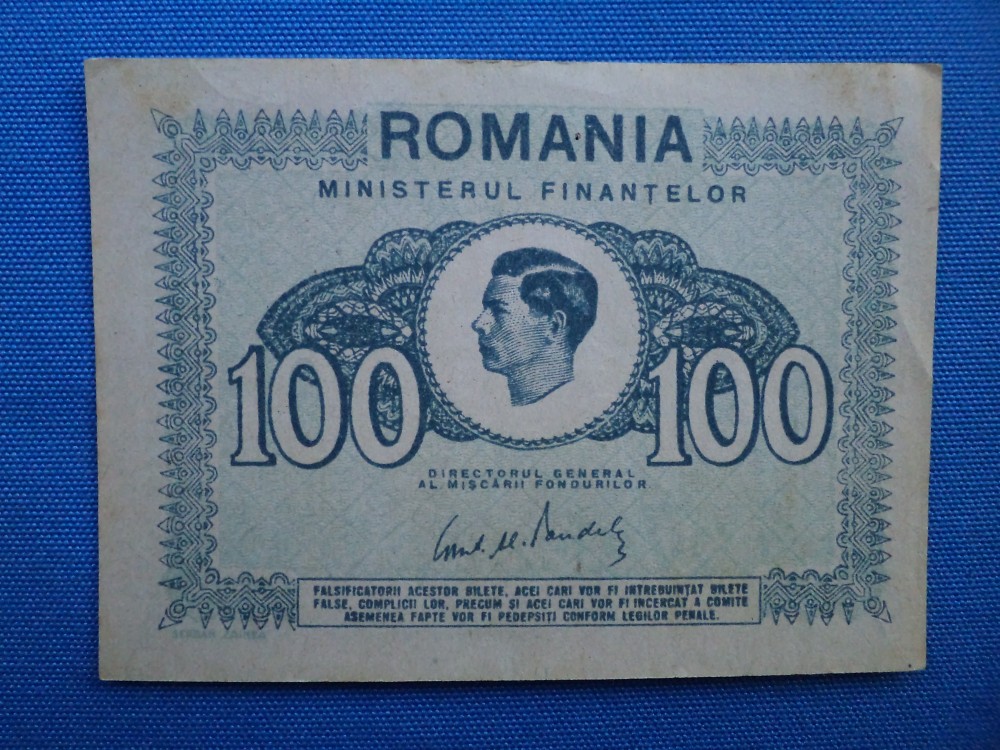 ROMANIA
MINISTERUL FINANȚELOR
100 100
DIRECTORUL GENERAL
AL MIȘCĂRII FONDURILOR
FALSIFICATORII ACESTOR BILETE, ACEI CARI VOR FI INTREBUINȚAT BILETE
FALSE, COMPLICII LOR, PRECUM ȘI ACEI CARI VOR FI INCERCAT A COMITE
ASEMENEA FAPTE VOR FI PEDEPSIȚI CONFORM LEGILOR PENALE.